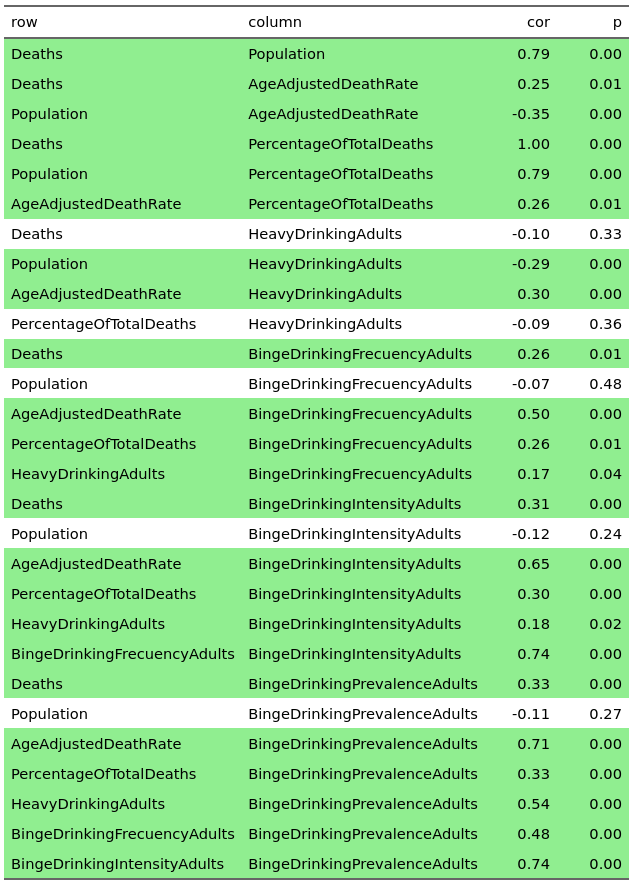 row column cor p
Deaths Population 0.79 0.00
Deaths AgeAdjustedDeathRate 0.25 0.01
Population AgeAdjustedDeathRate -0.35 0.00
Deaths PercentageOfTotalDeaths 1.00 0.00
Population PercentageOfTotalDeaths 0.79 0.00
AgeAdjustedDeathRate PercentageOfTotalDeaths 0.26 0.01
Deaths HeavyDrinkingAdults -0.10 0.33
Population HeavyDrinkingAdults -0.29 0.00
AgeAdjustedDeathRate HeavyDrinkingAdults 0.30 0.00
PercentageOfTotalDeaths HeavyDrinkingAdults -0.09 0.36
Deaths BingeDrinkingFrecuencyAdults 0.26 0.01
Population BingeDrinkingFrecuencyAdults -0.07 0.48
AgeAdjustedDeathRate BingeDrinkingFrecuencyAdults 0.50 0.00
PercentageOfTotalDeaths BingeDrinkingFrecuencyAdults 0.26 0.01
HeavyDrinkingAdults BingeDrinkingFrecuencyAdults 0.17 0.04
Deaths BingeDrinkingIntensityAdults 0.31 0.00
Population BingeDrinkingIntensityAdults -0.12 0.24
AgeAdjustedDeathRate BingeDrinkingIntensityAdults 0.65 0.00
PercentageOfTotalDeaths BingeDrinkingIntensityAdults 0.30 0.00
HeavyDrinkingAdults BingeDrinkingIntensityAdults 0.18 0.02
BingeDrinkingFrecuencyAdults BingeDrinkingIntensityAdults 0.74 0.00
Deaths BingeDrinkingPrevalenceAdults 0.33 0.00
Population BingeDrinkingPrevalenceAdults -0.11 0.27
AgeAdjustedDeathRate BingeDrinkingPrevalenceAdults 0.71 0.00
PercentageOfTotalDeaths BingeDrinkingPrevalenceAdults 0.33 0.00
HeavyDrinkingAdults BingeDrinkingPrevalenceAdults 0.54 0.00
BingeDrinkingFrecuencyAdults BingeDrinkingPrevalenceAdults 0.48 0.00
BingeDrinkingIntensityAdults BingeDrinkingPrevalenceAdults 0.74 0.00